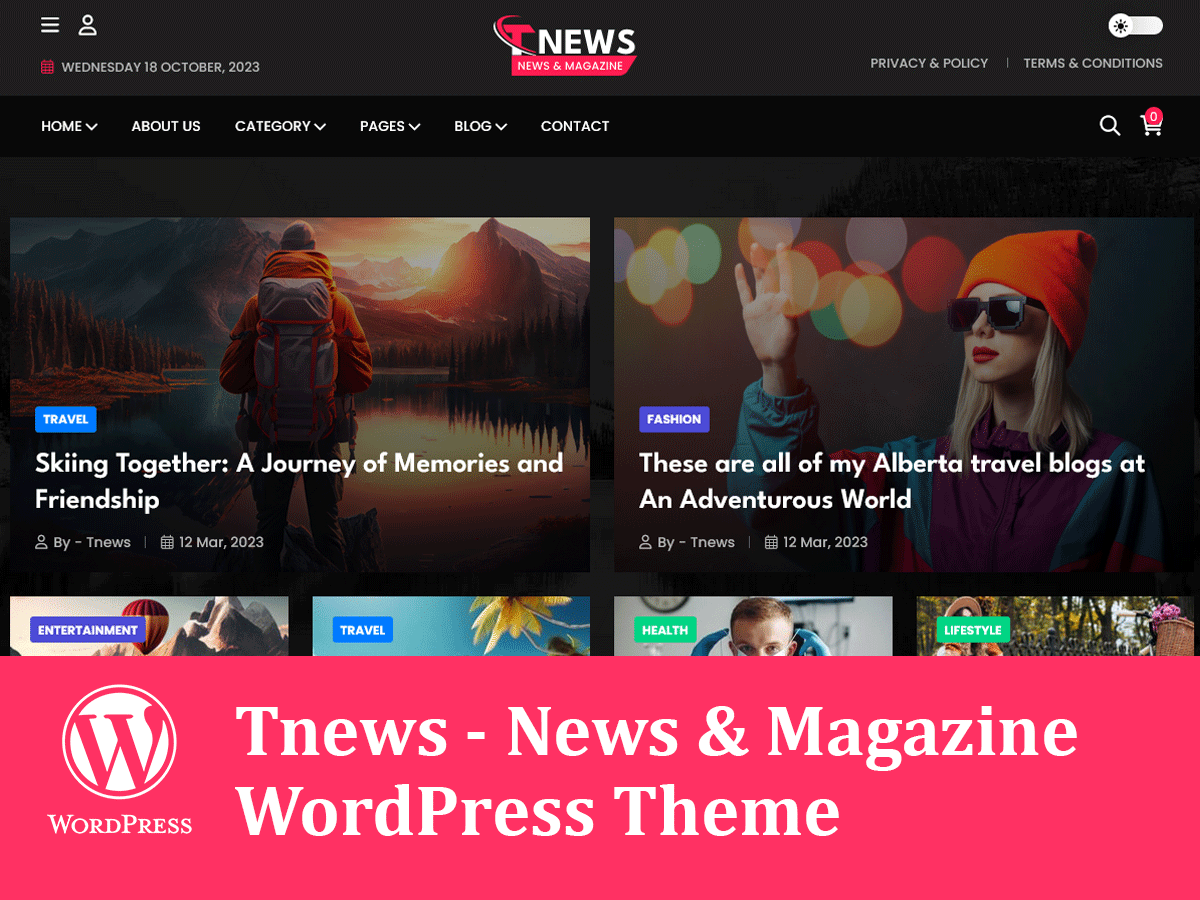 TNEWS
NEWS & MAGAZINE
WEDNESDAY 18 OCTOBER, 2023
PRIVACY & POLICY
TERMS & CONDITIONS
HOME
ABOUT US
CATEGORY
PAGES
BLOG
CONTACT
0
TRAVEL
Skiing Together: A Journey of Memories and
Friendship
By - Tnews
12 Mar, 2023
FASHION
These are all of my Alberta travel blogs at
An Adventurous World
By - Tnews
12 Mar, 2023
ENTERTAINMENT
TRAVEL
HEALTH
LIFESTYLE
W
WORDPRESS
Tnews - News & Magazine
WordPress Theme